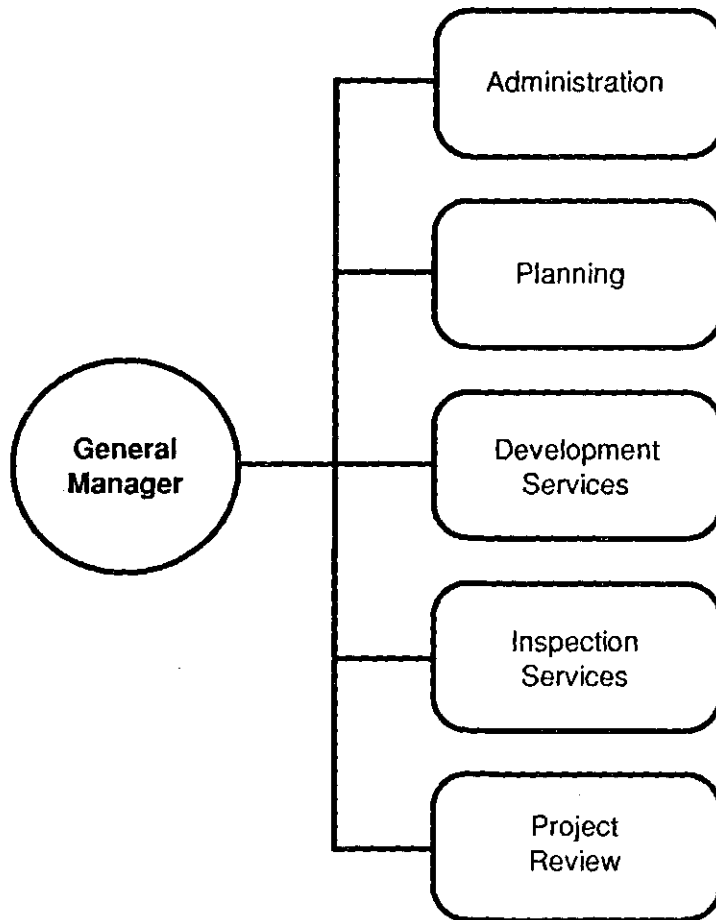 Administration
Planning
General
Manager
Development
Services
Inspection
Services
Project
Review